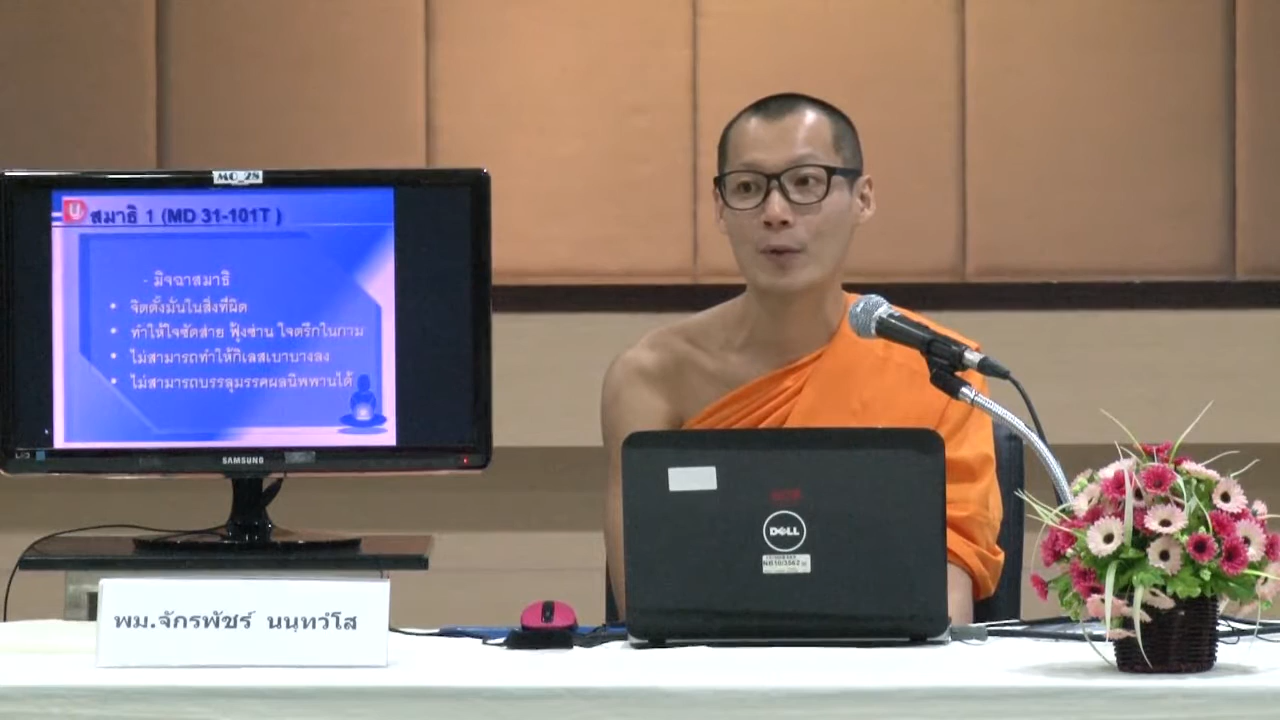 MC_28
สมาธิ 1 (MD 31-101T )
- มิจฉาสมาธิ
• จิตตั้งมั่นในสิ่งที่ผิด
• ทำให้ใจซัดส่าย ฟุ้งซ่าน ใจตรึกในกาม
• ไม่สามารถทำให้กิเลสเบาบางลง
• ไม่สามารถบรรลุมรรคผลนิพพานได้
SAMSUNG
DELL
NB10/3562
พม.จักรพัชร์ นนฺทวํโส